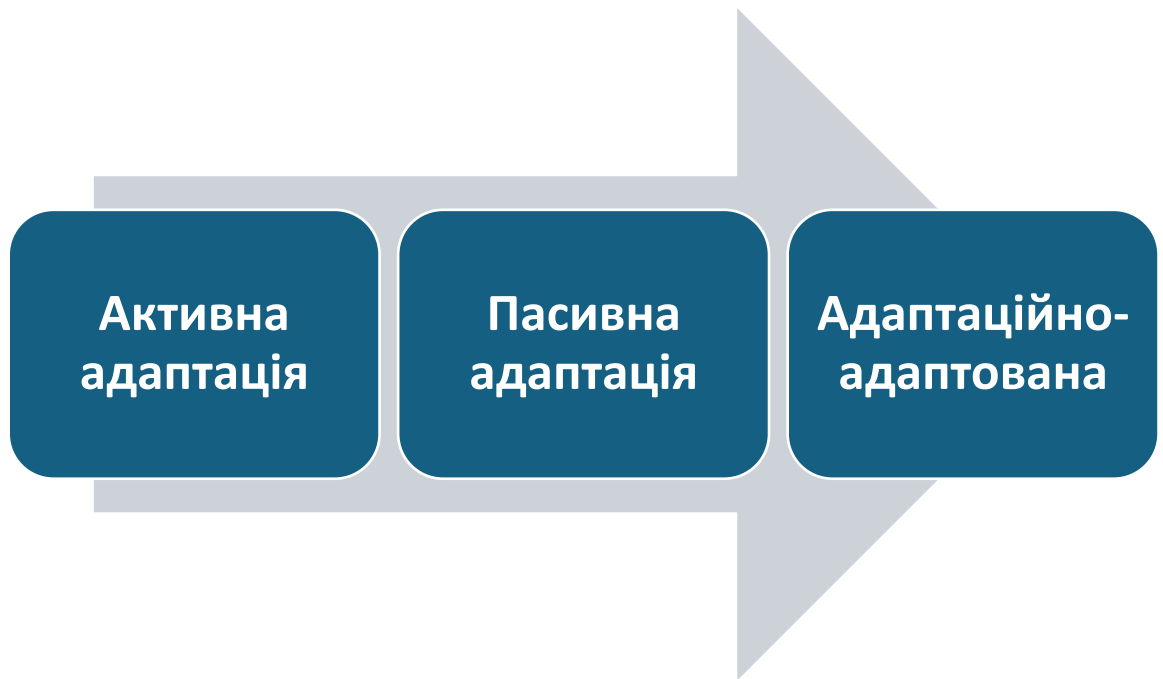 Активна
адаптація
Пасивна
адаптація
Адаптаційно-
адаптована